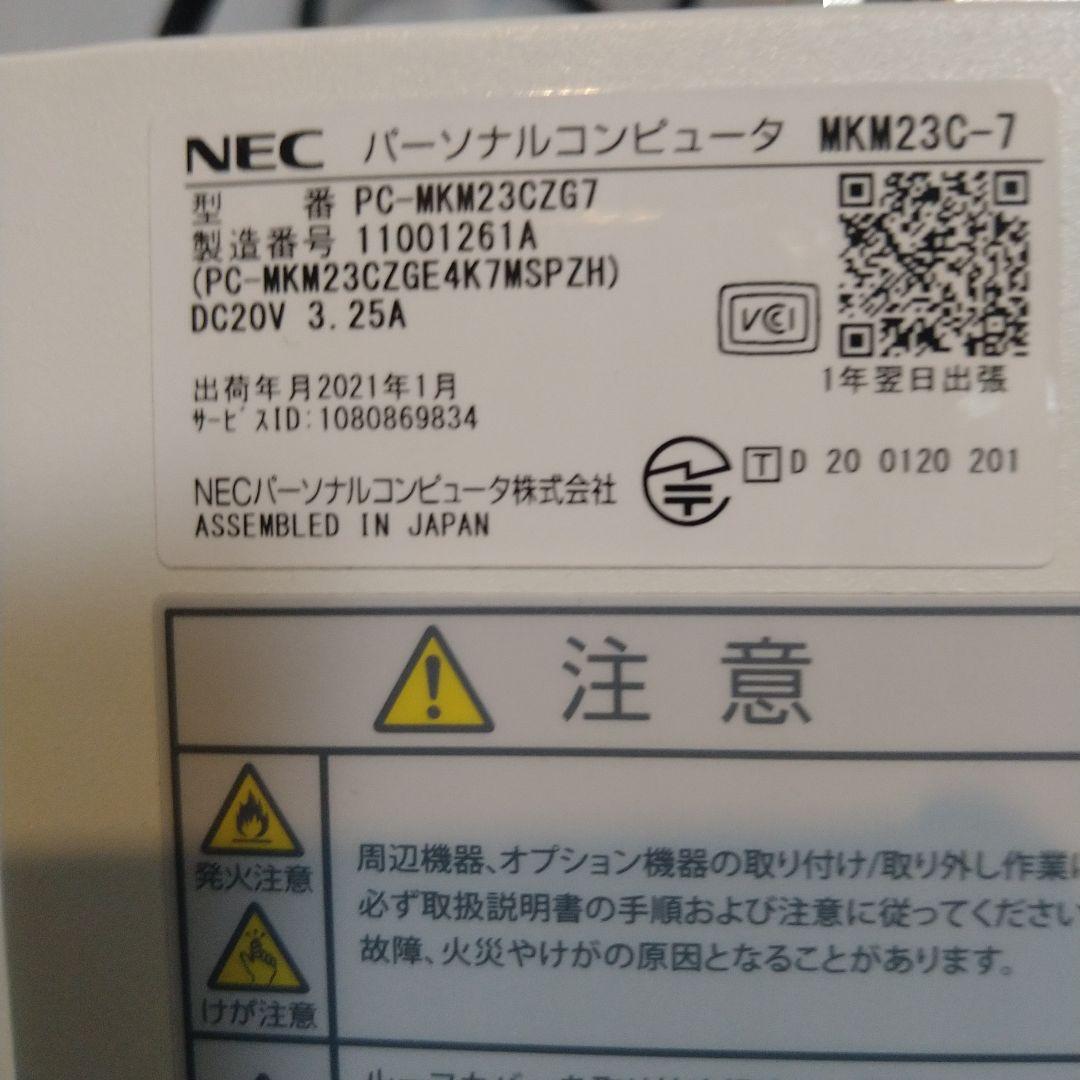 NEC パーソナルコンピュータ MKM23C-7
型 番 PC-MKM23CZG7
製造番号 11001261A
(PC-MKM23CZGE4K7MSPZH)
DC20V 3.25A
VCCI
1年翌日出張
出荷年月2021年1月
ｻｰﾋﾞｽID:1080869834
T D 20 0120 201
NECパーソナルコンピュータ株式会社
ASSEMBLED IN JAPAN
注意
発火注意
けが注意
周辺機器、オプション機器の取り付け/取り外し作業は
必ず取扱説明書の手順および注意に従ってください
故障、火災やけがの原因となることがあります。